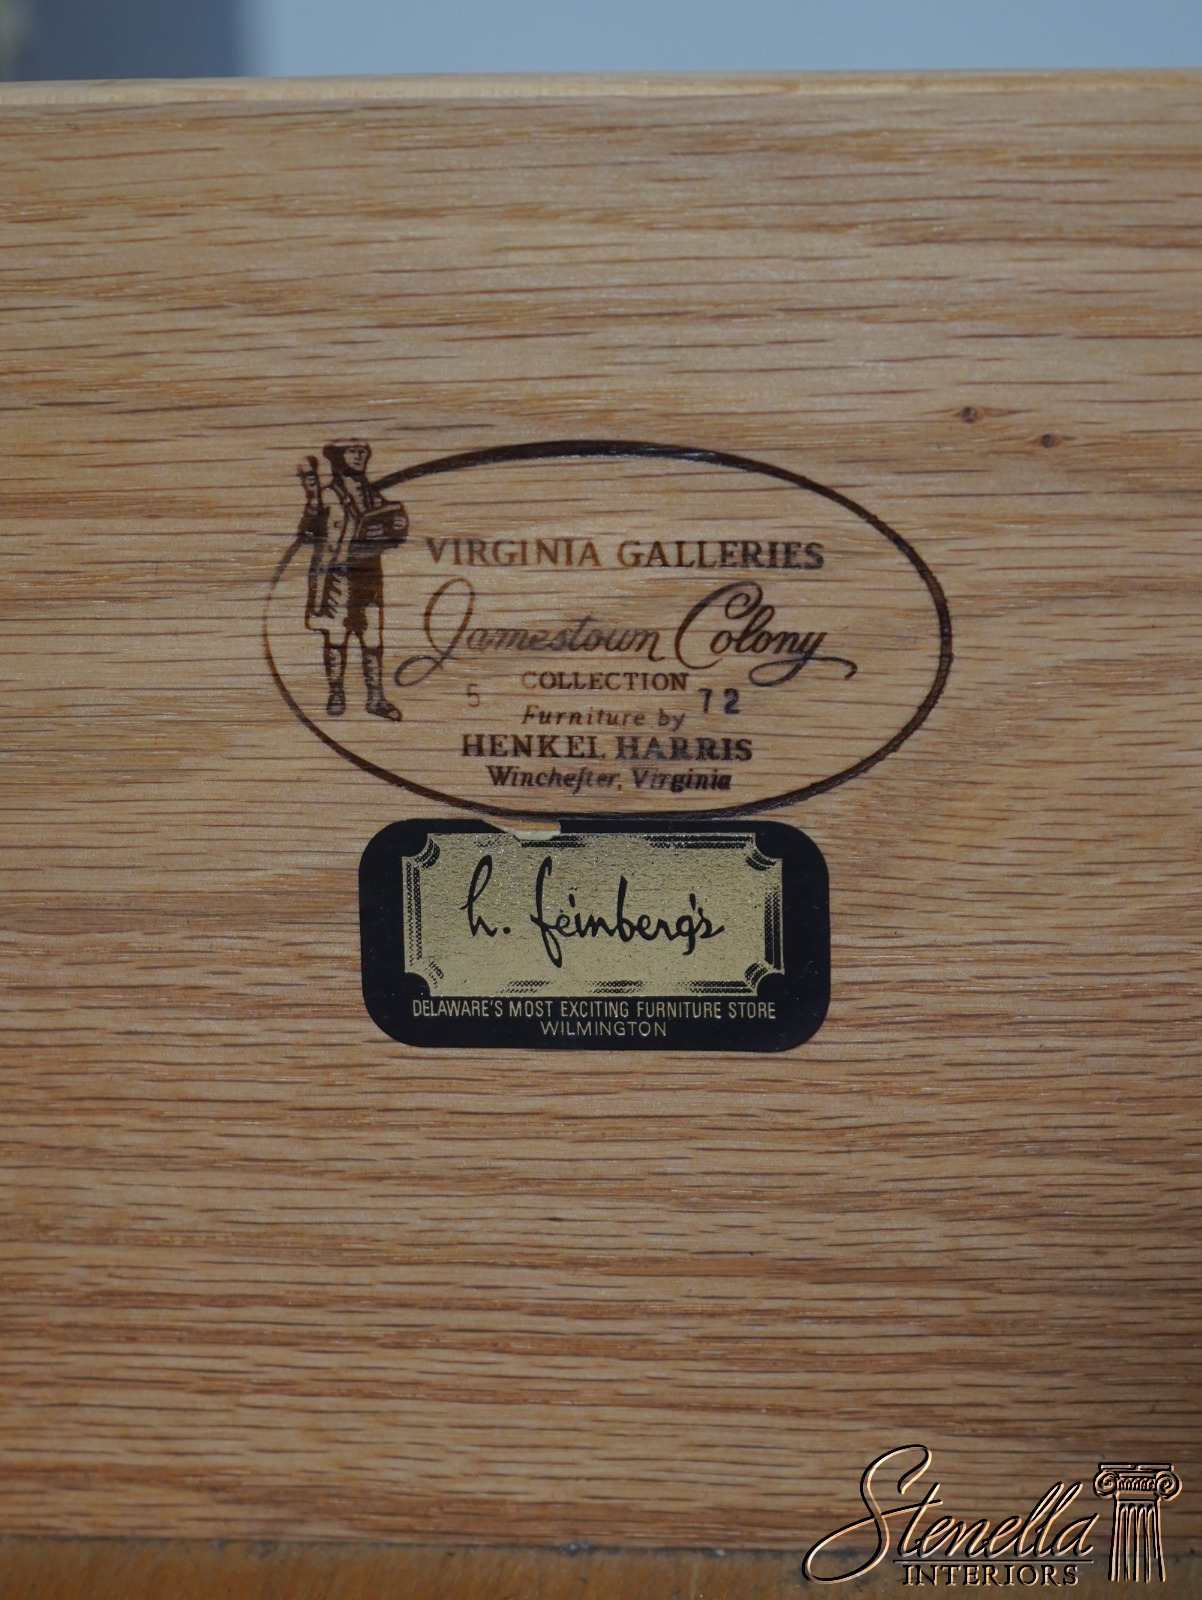 VIRGINIA GALLERIES
Jamestown Colony
COLLECTION
5 72
Furniture by
HENKEL HARRIS
Wincheſter, Virginia
h. feinberg's
DELAWARE'S MOST EXCITING FURNITURE STORE
WILMINGTON
Stenella
INTERIORS